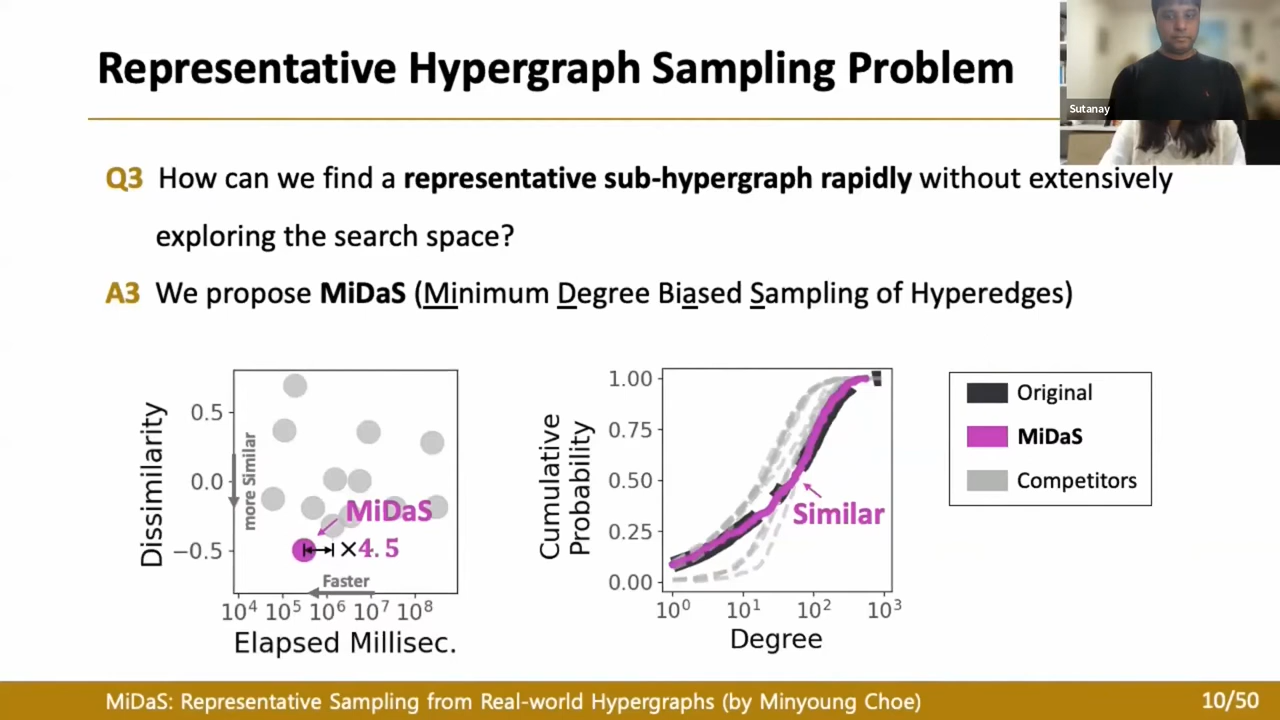 Representative Hypergraph Sampling Problem
Sutanay
Q3 How can we find a representative sub-hypergraph rapidly without extensively
exploring the search space?
A3 We propose MiDaS (Minimum Degree Biased Sampling of Hyperedges)
Dissimilarity
0.5
0.0
−0.5
more Similar
MiDaS
×4.5
Faster
10⁴ 10⁵ 10⁶ 10⁷ 10⁸
Elapsed Millisec.
Cumulative
Probability
1.00
0.75
0.50
0.25
0.00
Similar
10⁰ 10¹ 10² 10³
Degree
Original
MiDaS
Competitors
MiDaS: Representative Sampling from Real-world Hypergraphs (by Minyoung Choe)
10/50